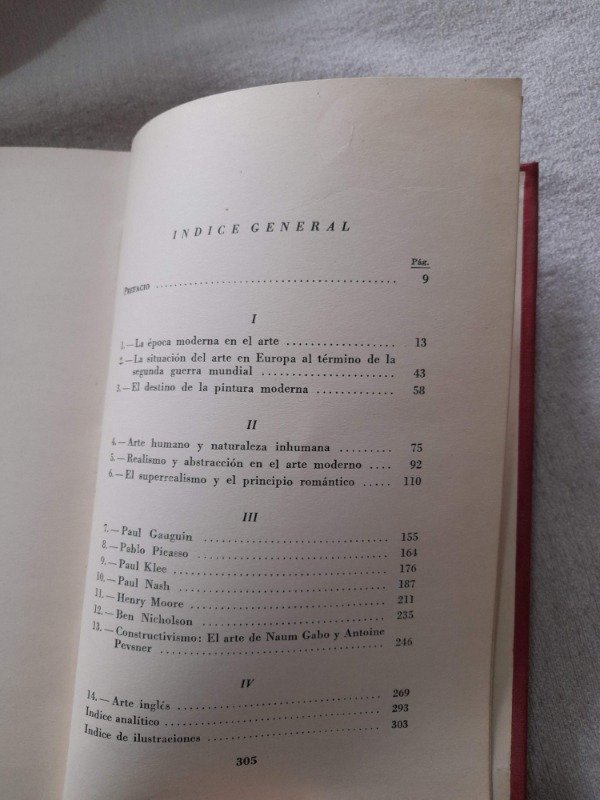 INDICE GENERAL
Pág.
PREFACIO ........................................ 9
I
1.—La época moderna en el arte .................. 13
2.—La situación del arte en Europa al término de la
segunda guerra mundial .................... 43
3.—El destino de la pintura moderna ............. 58
II
4.—Arte humano y naturaleza inhumana ......... 75
5.—Realismo y abstracción en el arte moderno .... 92
6.—El superrealismo y el principio romántico ..... 110
III
7.—Paul Gauguin ............................. 155
8.—Pablo Picasso ............................. 164
9.—Paul Klee ................................ 176
10.—Paul Nash ............................... 187
11.—Henry Moore ............................. 211
12.—Ben Nicholson ............................ 235
13.—Constructivismo: El arte de Naum Gabo y Antoine
Pevsner ................................ 246
IV
14.—Arte inglés ............................... 269
Indice analítico ............................... 293
Indice de ilustraciones ......................... 303
305